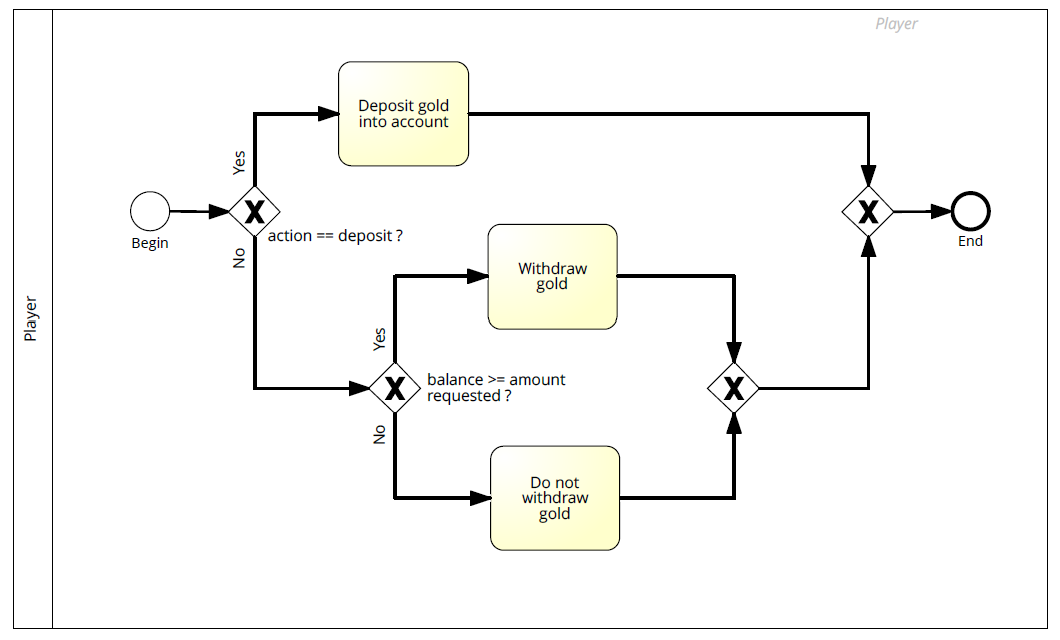 Player
Player
Deposit gold
into account
Yes
X
action == deposit ?
Begin
No
X
End
Withdraw
gold
Yes
X
balance >= amount
requested ?
X
No
Do not
withdraw
gold